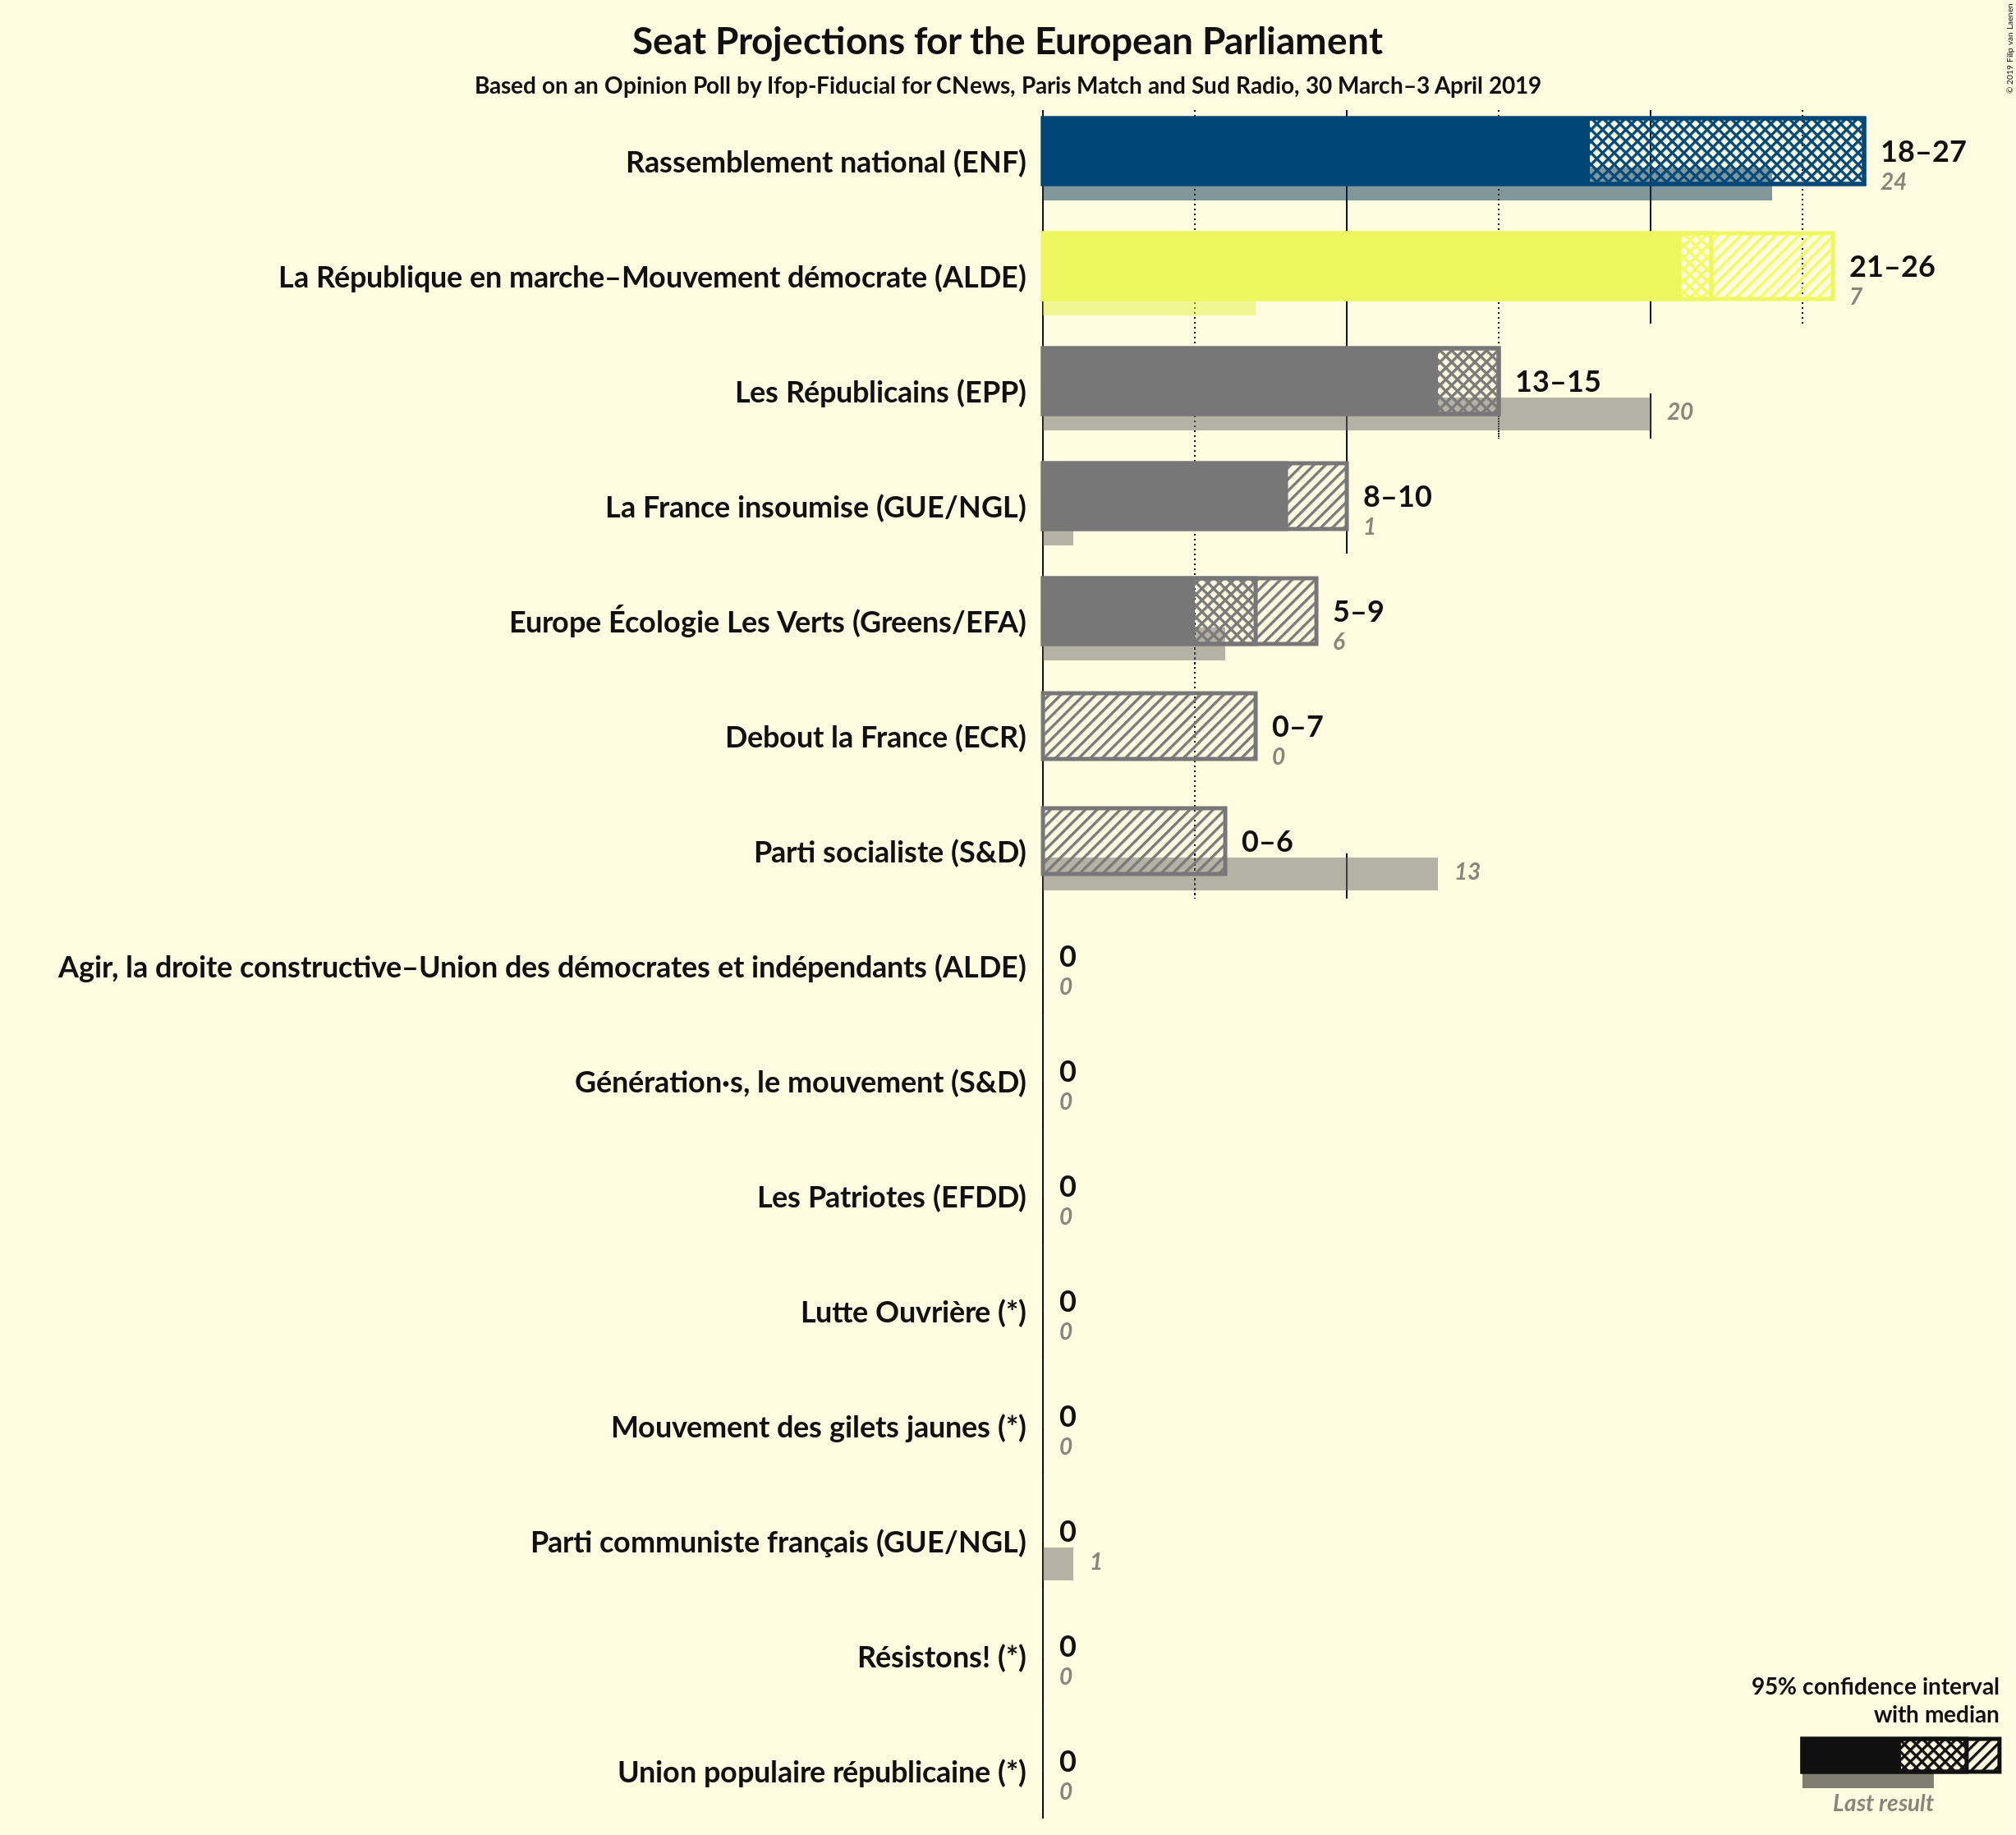 Seat Projections for the European Parliament
Based on an Opinion Poll by Ifop-Fiducial for CNews, Paris Match and Sud Radio, 30 March–3 April 2019
© 2019 Filip van Laenen
Rassemblement national (ENF)
18–27
24
La République en marche–Mouvement démocrate (ALDE)
21–26
7
Les Républicains (EPP)
13–15
20
La France insoumise (GUE/NGL)
8–10
1
Europe Écologie Les Verts (Greens/EFA)
5–9
6
Debout la France (ECR)
0–7
0
Parti socialiste (S&D)
0–6
13
Agir, la droite constructive–Union des démocrates et indépendants (ALDE)
0
0
Génération·s, le mouvement (S&D)
0
0
Les Patriotes (EFDD)
0
0
Lutte Ouvrière (*)
0
0
Mouvement des gilets jaunes (*)
0
0
Parti communiste français (GUE/NGL)
0
1
Résistons! (*)
0
0
Union populaire républicaine (*)
0
0
95% confidence interval
with median
Last result